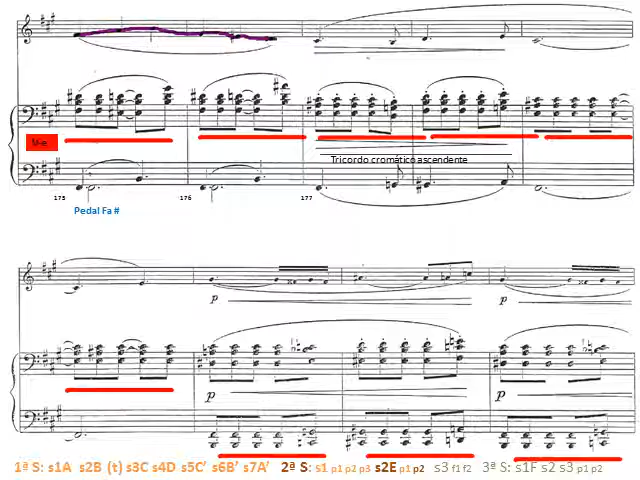 M-e
Tricordo cromático ascendente
175
176
177
Pedal Fa #
p
p
p
p
1ª S: s1A s2B (t) s3C s4D s5C’ s6B’ s7A’ 2ª S: s1 p1 p2 p3 s2E p1 p2 s3 f1 f2 3ª S: s1F s2 s3 p1 p2